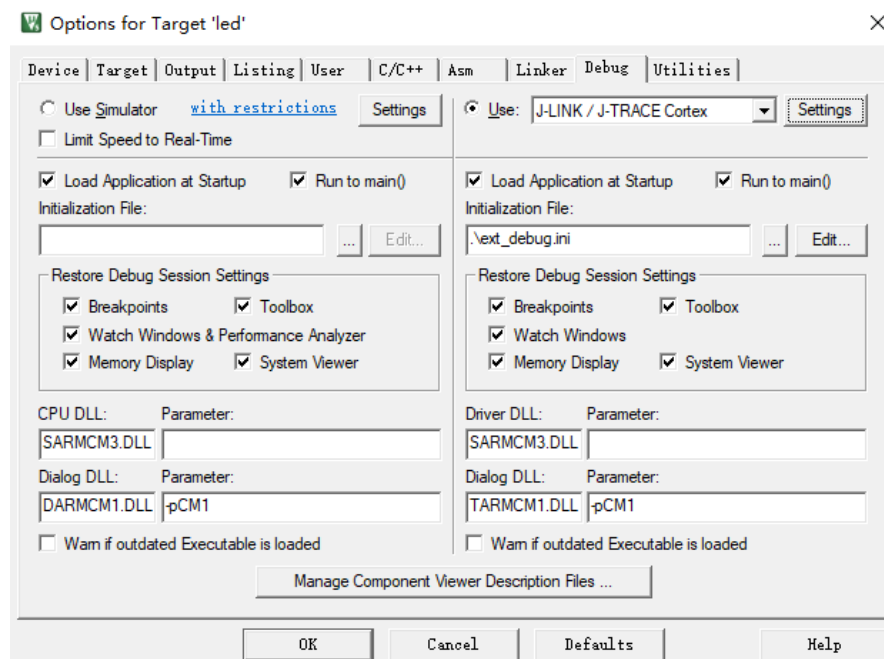 Options for Target 'led'
Device Target Output Listing User C/C++ Asm Linker Debug Utilities
Use Simulator with restrictions Settings
Limit Speed to Real-Time
Use: J-LINK / J-TRACE Cortex Settings
Load Application at Startup Run to main()
Initialization File:
... Edit...
Load Application at Startup Run to main()
Initialization File:
.\ext_debug.ini ... Edit...
Restore Debug Session Settings
Breakpoints Toolbox
Watch Windows & Performance Analyzer
Memory Display System Viewer
Restore Debug Session Settings
Breakpoints Toolbox
Watch Windows
Memory Display System Viewer
CPU DLL: Parameter:
SARMCM3.DLL
Dialog DLL: Parameter:
DARMCM1.DLL -pCM1
Warn if outdated Executable is loaded
Driver DLL: Parameter:
SARMCM3.DLL
Dialog DLL: Parameter:
TARMCM1.DLL -pCM1
Warn if outdated Executable is loaded
Manage Component Viewer Description Files ...
OK Cancel Defaults Help